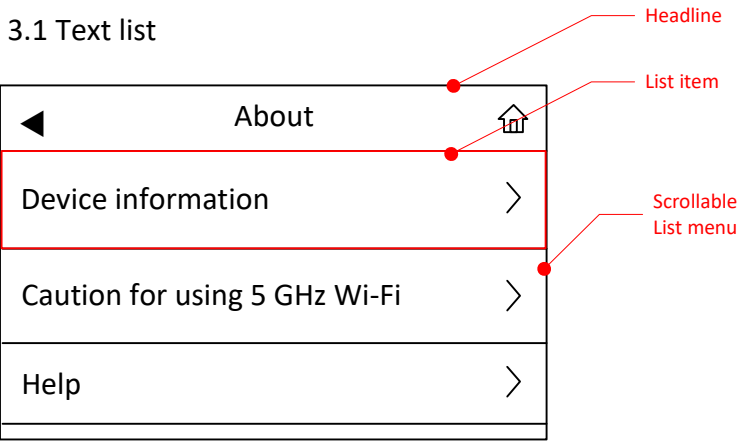 3.1 Text list
Headline
List item
About
Device information
Scrollable
List menu
Caution for using 5 GHz Wi-Fi
Help